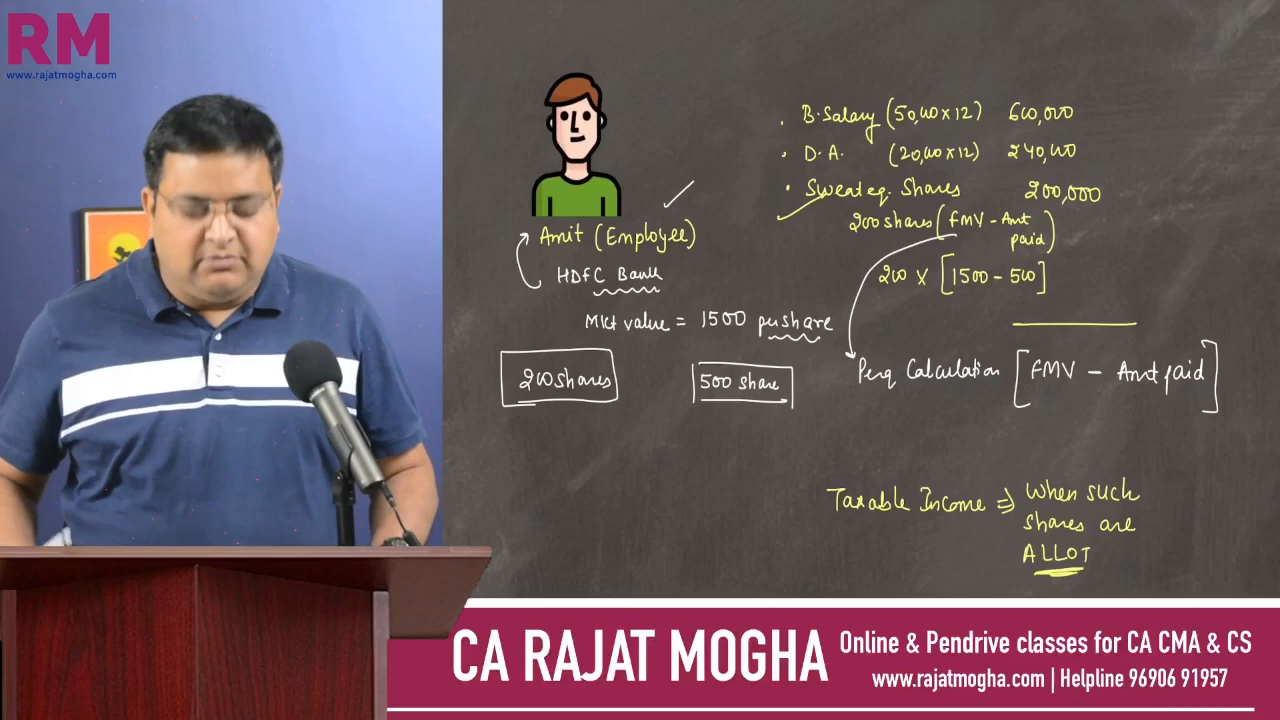 RM
www.rajatmogha.com
. B.Salary (50,000 x 12) 600,000
. D.A. (20,000 x 12) 240,000
. Sweat eq. Shares 200,000
200 shares (FMV - Amt paid)
200 x [1500 - 500]
Amit (Employee)
HDFC Bank
Mkt value = 1500 per share
200 shares
500 share
Perq Calculation [FMV - Amt paid]
Taxable Income ⇒ When such
shares are
ALLOT
CA RAJAT MOGHA
Online & Pendrive classes for CA CMA & CS
www.rajatmogha.com | Helpline 96906 91957